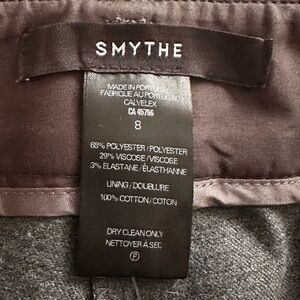 SMYTHE
MADE IN PORTUGAL
FABRIQUE AU PORTUGAL
CALVELEX
CA 45756
8
68% POLYESTER/POLYESTER
29% VISCOSE/VISCOSE
3% ELASTANE/ÉLASTHANNE
LINING/DOUBLURE
100% COTTON/COTON
DRY CLEAN ONLY
NETTOYER À SEC
P